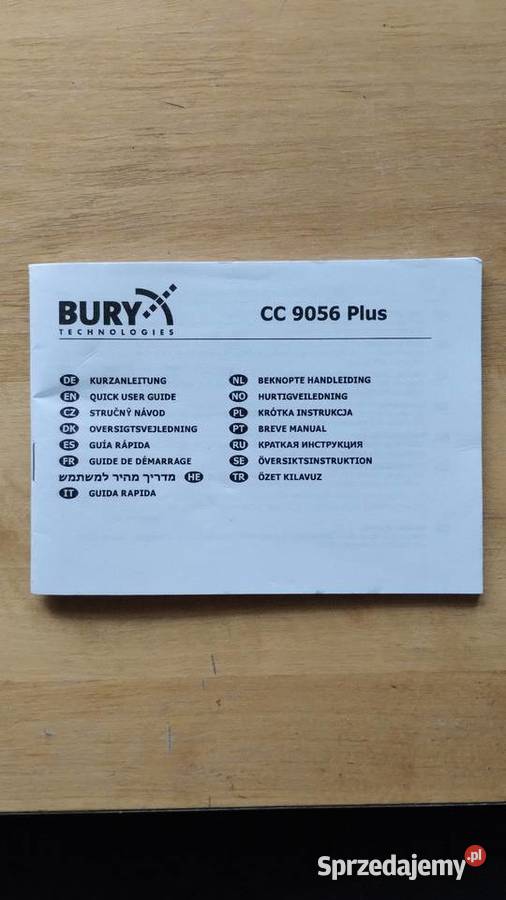 BURY
TECHNOLOGIES
CC 9056 Plus
DE KURZANLEITUNG
EN QUICK USER GUIDE
CZ STRUČNÝ NÁVOD
DK OVERSIGTSVEJLEDNING
ES GUÍA RÁPIDA
FR GUIDE DE DÉMARRAGE
HE מדריך מהיר למשתמש
IT GUIDA RAPIDA
NL BEKNOPTE HANDLEIDING
NO HURTIGVEILEDNING
PL KRÓTKA INSTRUKCJA
PT BREVE MANUAL
RU КРАТКАЯ ИНСТРУКЦИЯ
SE ÖVERSIKTSINSTRUKTION
TR ÖZET KILAVUZ
Sprzedajemy.pl